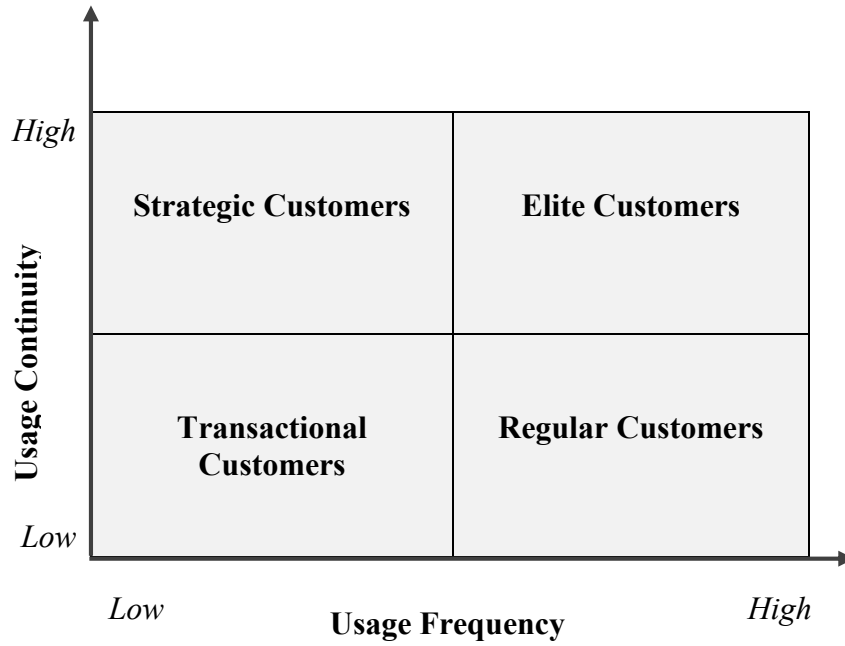 High
Strategic Customers
Elite Customers
Usage Continuity
Transactional
Customers
Regular Customers
Low
Low
Usage Frequency
High